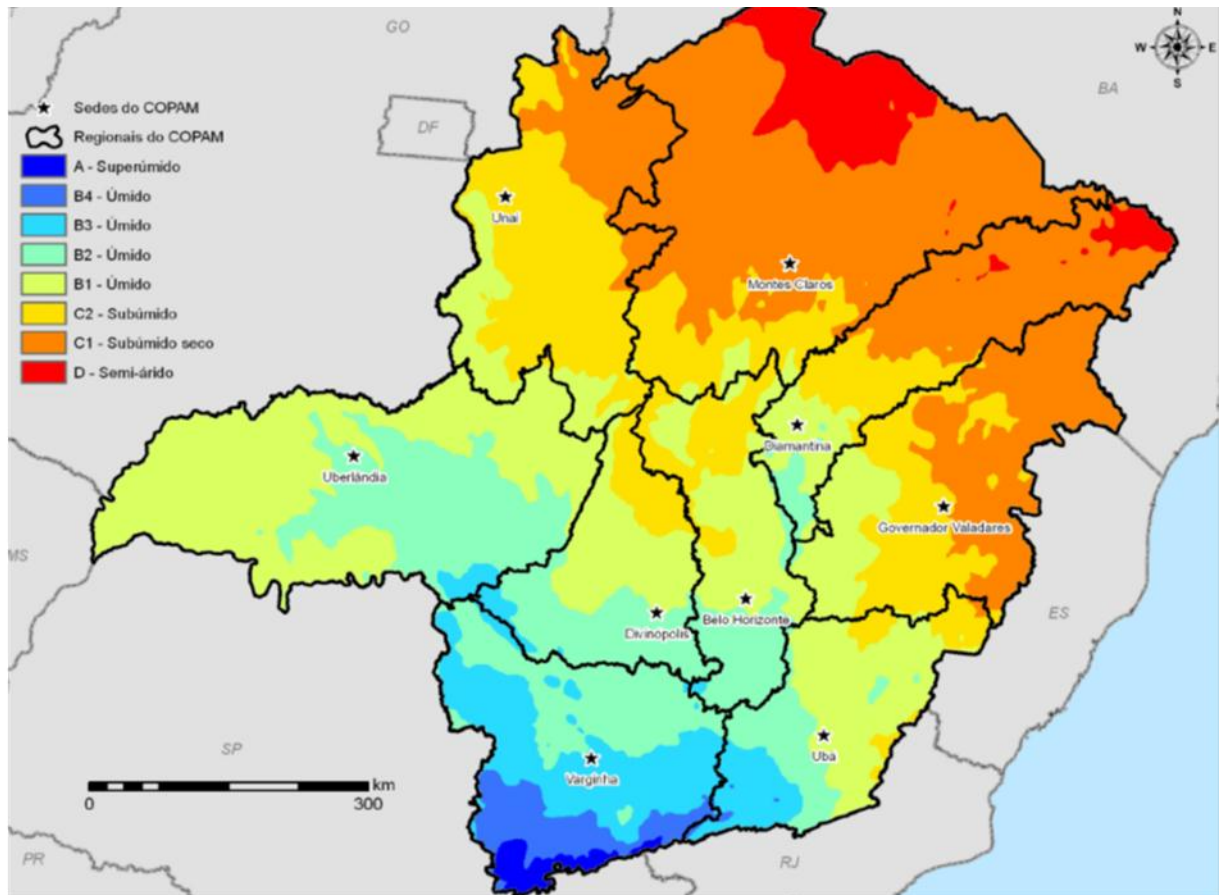 GO
N
W E
S
BA
DF
Sedes do COPAM
Regionais do COPAM
A - Superúmido
B4 - Úmido
B3 - Úmido
B2 - Úmido
B1 - Úmido
C2 - Subúmido
C1 - Subúmido seco
D - Semi-árido
Unaí
Montes Claros
Diamantina
Uberlândia
Governador Valadares
MS
ES
Divinópolis
Belo Horizonte
SP
Ubá
Varginha
km
0 300
PR
RJ